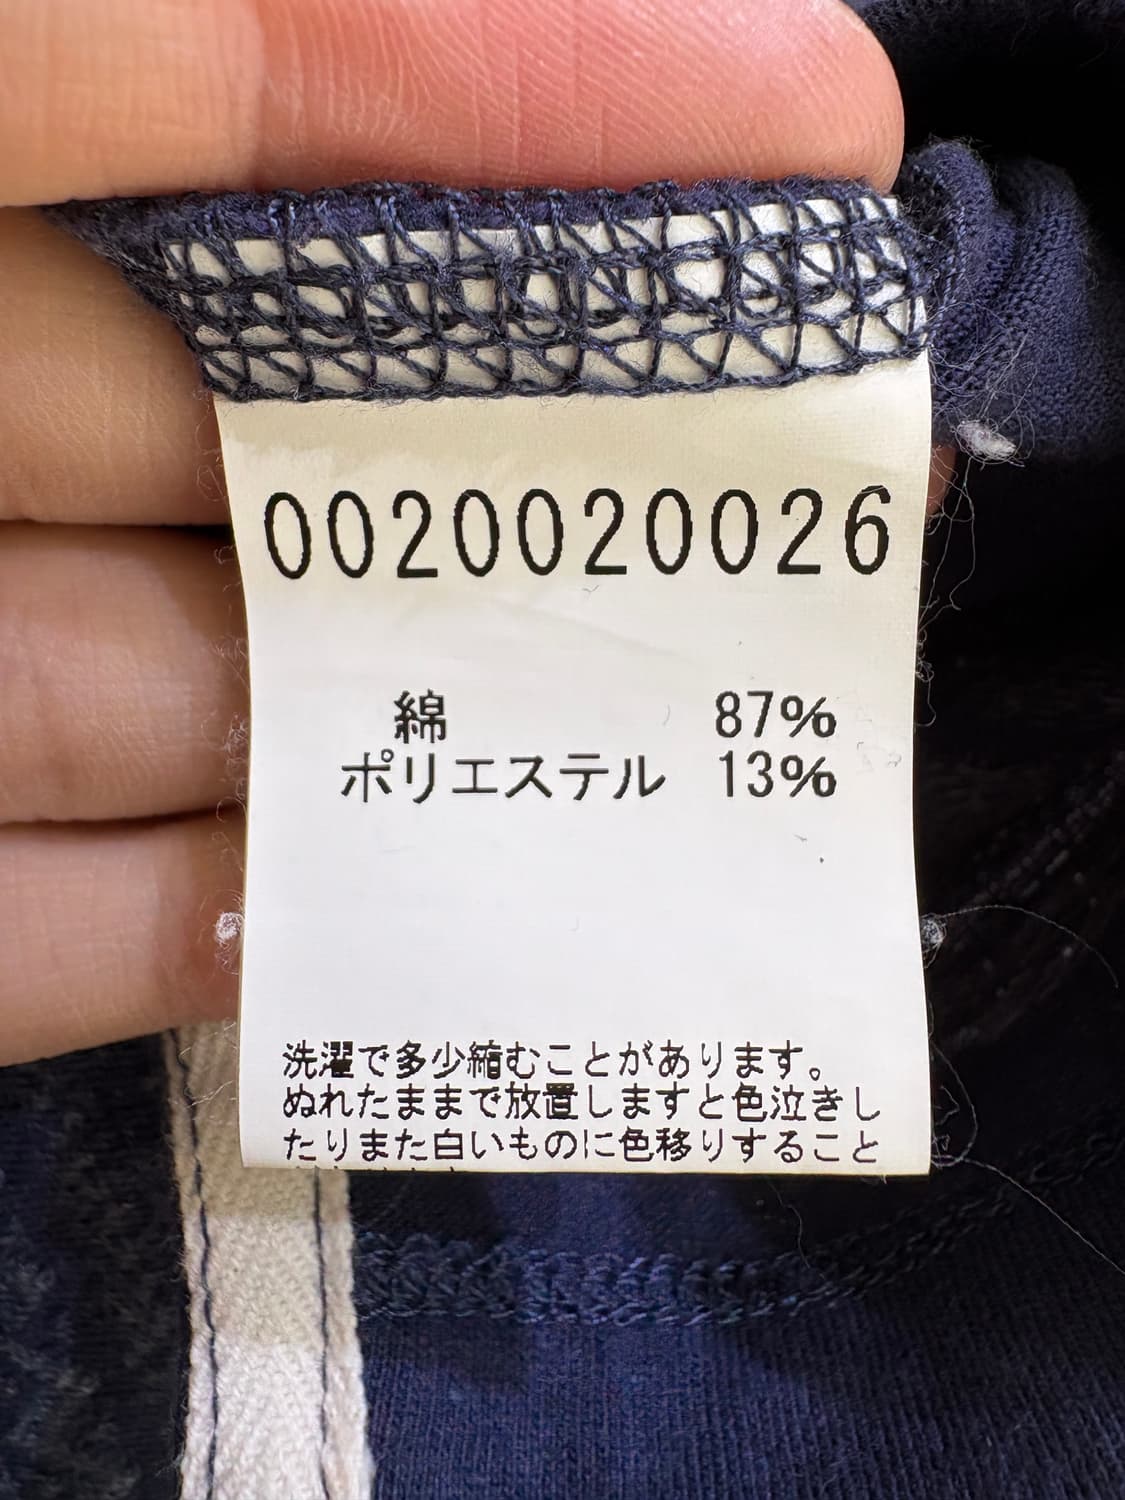 0020020026
綿 87%
ポリエステル 13%
洗濯で多少縮むことがあります。
ぬれたままで放置しますと色泣きし
たりまた白いものに色移りすること